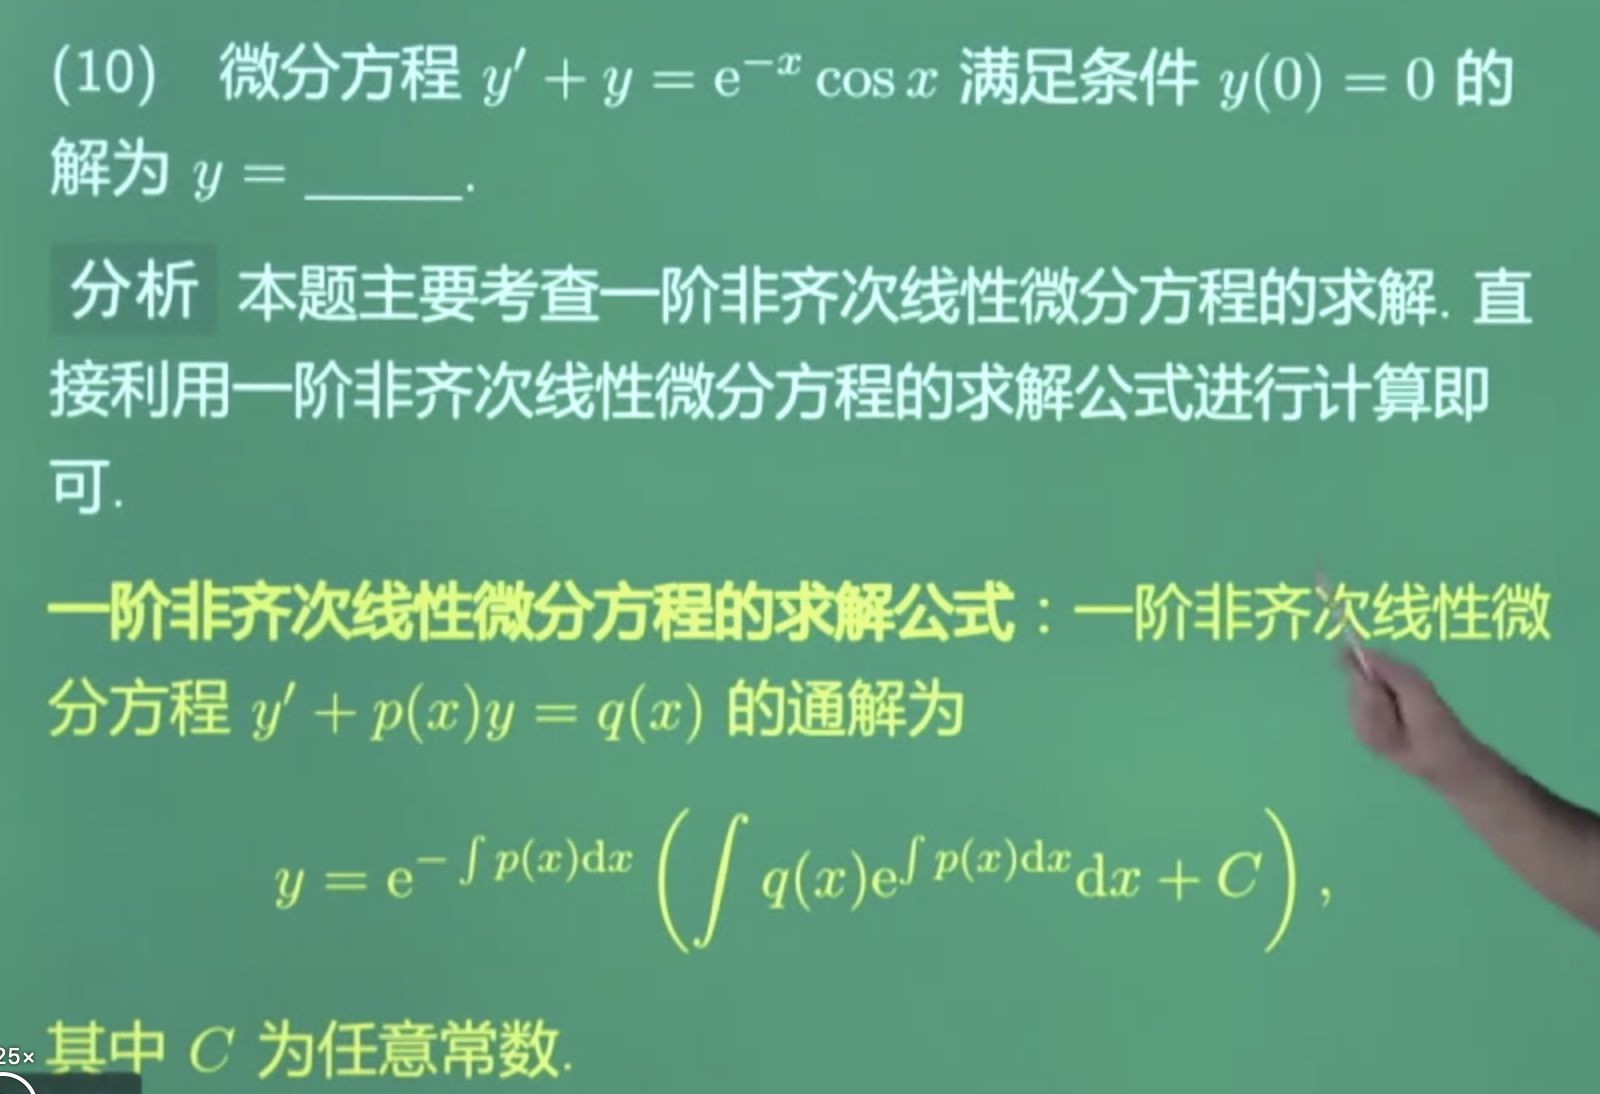 (10) 微分方程 y′ + y = e^{−x} cos x 满足条件 y(0) = 0 的
解为 y = ______.
分析 本题主要考查一阶非齐次线性微分方程的求解. 直
接利用一阶非齐次线性微分方程的求解公式进行计算即
可.
一阶非齐次线性微分方程的求解公式：一阶非齐次线性微
分方程 y′ + p(x)y = q(x) 的通解为
y = e^{−∫p(x)dx} (∫ q(x)e^{∫p(x)dx}dx + C),
其中 C 为任意常数.
25×